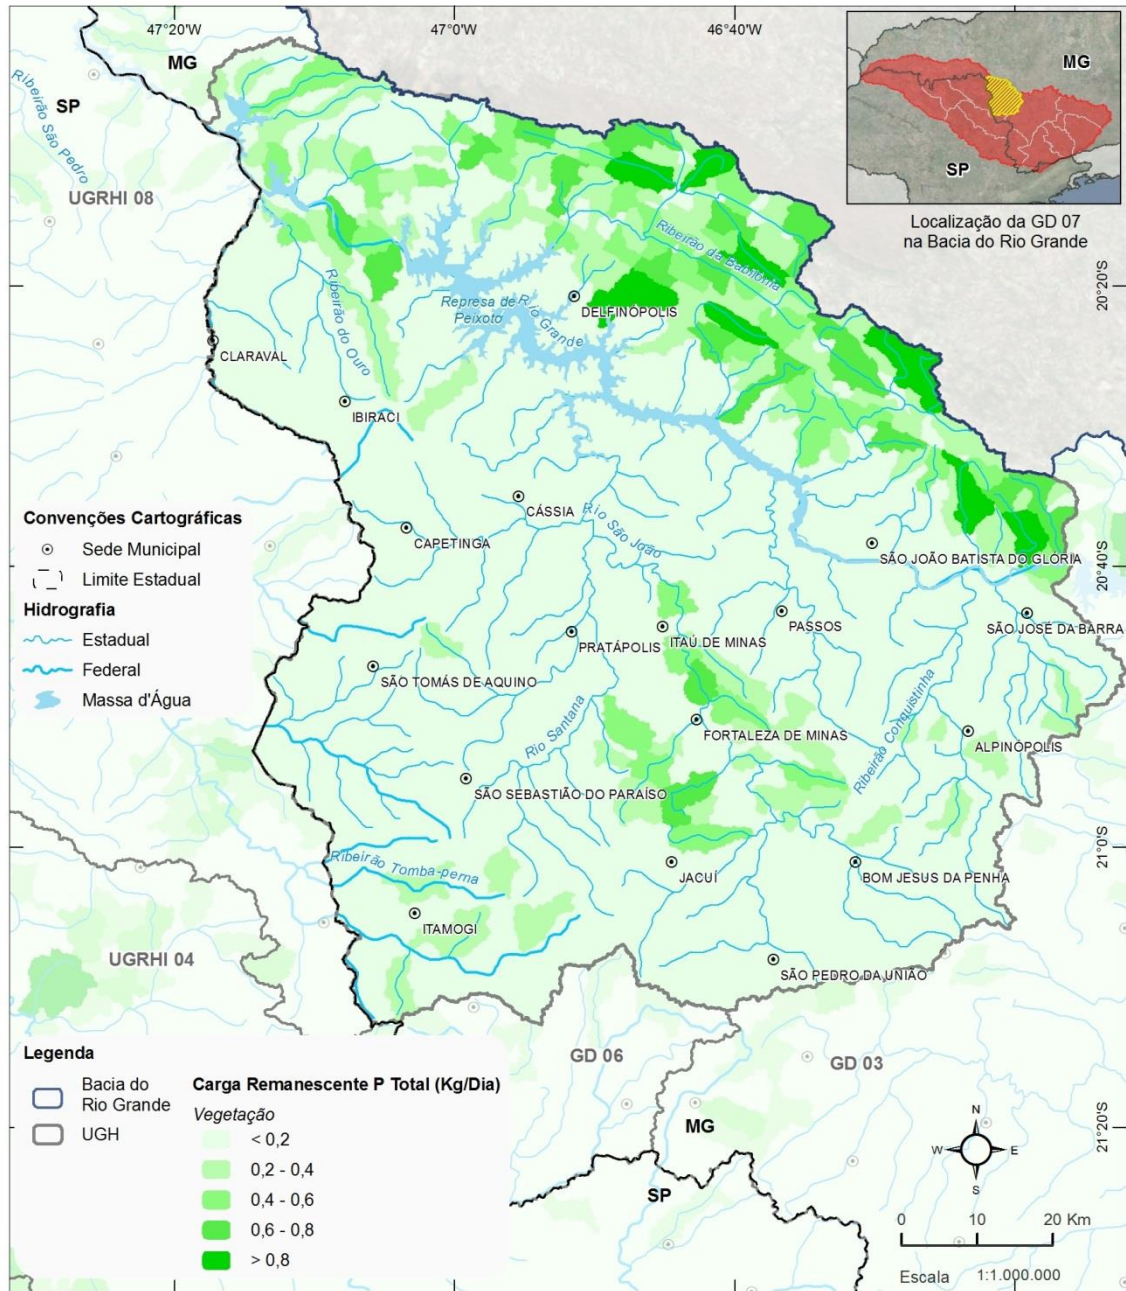 47°20'W
47°0'W
46°40'W
MG
SP
Ribeirão São Pedro
UGRHI 08
MG
SP
Localização da GD 07
na Bacia do Rio Grande
20°20'S
Ribeirão da Babilonia
Ribeirão do Ouro
Represa de
Peixoto
Rio Grande
DELFINÓPOLIS
CLARAVAL
IBIRACI
CÁSSIA
Rio São João
CAPETINGA
SÃO JOÃO BATISTA DO GLÓRIA
20°40'S
Convenções Cartográficas
Sede Municipal
Limite Estadual
Hidrografia
Estadual
Federal
Massa d'Água
PASSOS
SÃO JOSÉ DA BARRA
PRATÁPOLIS
ITAÚ DE MINAS
SÃO TOMÁS DE AQUINO
Rio Santana
Ribeirão Conquistinha
FORTALEZA DE MINAS
ALPINÓPOLIS
SÃO SEBASTIÃO DO PARAÍSO
21°0'S
Ribeirão Tomba-perna
JACUÍ
BOM JESUS DA PENHA
ITAMOGI
UGRHI 04
SÃO PEDRO DA UNIÃO
Legenda
Bacia do
Rio Grande
UGH
Carga Remanescente P Total (Kg/Dia)
Vegetação
< 0,2
0,2 - 0,4
0,4 - 0,6
0,6 - 0,8
> 0,8
GD 06
GD 03
MG
SP
21°20'S
N
W
E
S
0 10 20 Km
Escala 1:1.000.000